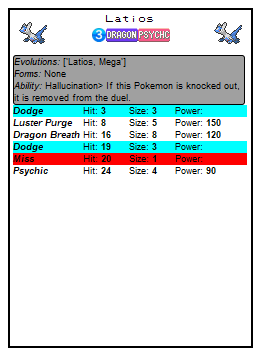 Latios
3 DRAGON PSYCHC
Evolutions: ['Latios, Mega']
Forms: None
Ability: Hallucination> If this Pokemon is knocked out,
it is removed from the duel.
Dodge Hit: 3 Size: 3 Power:
Luster Purge Hit: 8 Size: 5 Power: 150
Dragon Breath Hit: 16 Size: 8 Power: 120
Dodge Hit: 19 Size: 3 Power:
Miss Hit: 20 Size: 1 Power:
Psychic Hit: 24 Size: 4 Power: 90